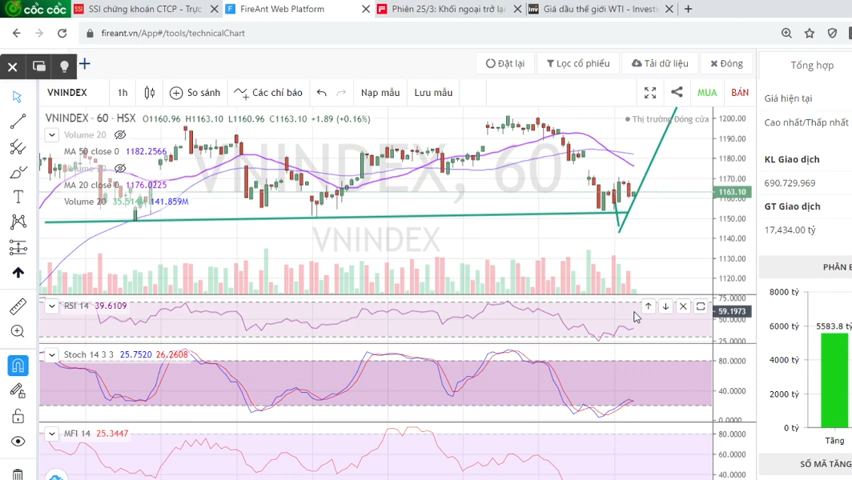 cốc cốc
SSI chứng khoán CTCP - Trực
FireAnt Web Platform
Phiên 25/3: Khối ngoại trở lại
Giá dầu thế giới WTI - Investi
fireant.vn/App#/tools/technicalChart
Đặt lại
Lọc cổ phiếu
Tải dữ liệu
Đóng
Tổng hợp
VNINDEX
1h
So sánh
Các chỉ báo
Nạp mẫu
Lưu mẫu
MUA
BÁN
Giá hiện tại
VNINDEX · 60 · HSX O1160.96 H1163.10 L1160.96 C1163.10 +1.89 (+0.16%)
Thị trường Đóng cửa
Volume 20
MA 50 close 0 1182.2566
MA 20 close 0 1176.0225
Volume 20 35.514M 141.859M
VNINDEX, 60
VNINDEX
1200.00
1190.00
1180.00
1170.00
1163.10
1160.00
1150.00
1140.00
1130.00
1120.00
Cao nhất/Thấp nhất
KL Giao dịch
690.729.969
GT Giao dịch
17,434.00 tỷ
PHÂN B
RSI 14 39.6109
75.0000
59.1973
50.0000
25.0000
8000 tỷ
6000 tỷ
5583.8 tỷ
4000 tỷ
2000 tỷ
0 tỷ
Tăng
Stoch 14 3 3 25.7520 26.2608
80.0000
40.0000
0.0000
MFI 14 25.3447
80.0000
40.0000
SỐ MÃ TĂNG